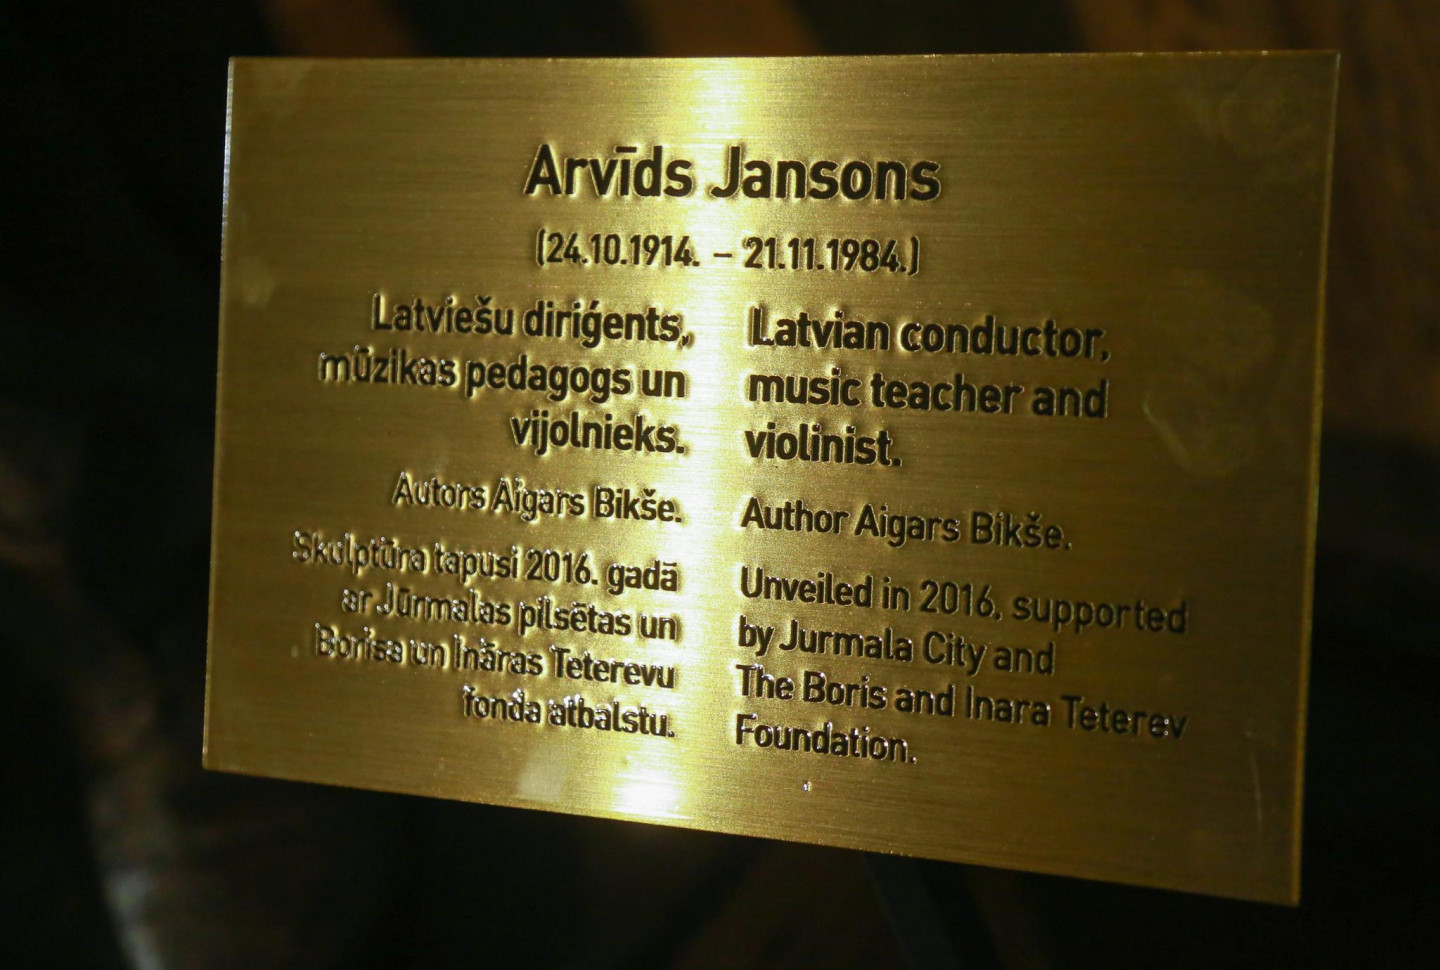 Arvīds Jansons
(24.10.1914. – 21.11.1984.)
Latviešu diriģents,
mūzikas pedagogs un
vijolnieks.
Autors Aigars Bikše.
Skulptūra tapusi 2016. gadā
ar Jūrmalas pilsētas un
Borisa un Ināras Teterevu
fonda atbalstu.
Latvian conductor,
music teacher and
violinist.
Author Aigars Bikše.
Unveiled in 2016, supported
by Jurmala City and
The Boris and Inara Teterev
Foundation.